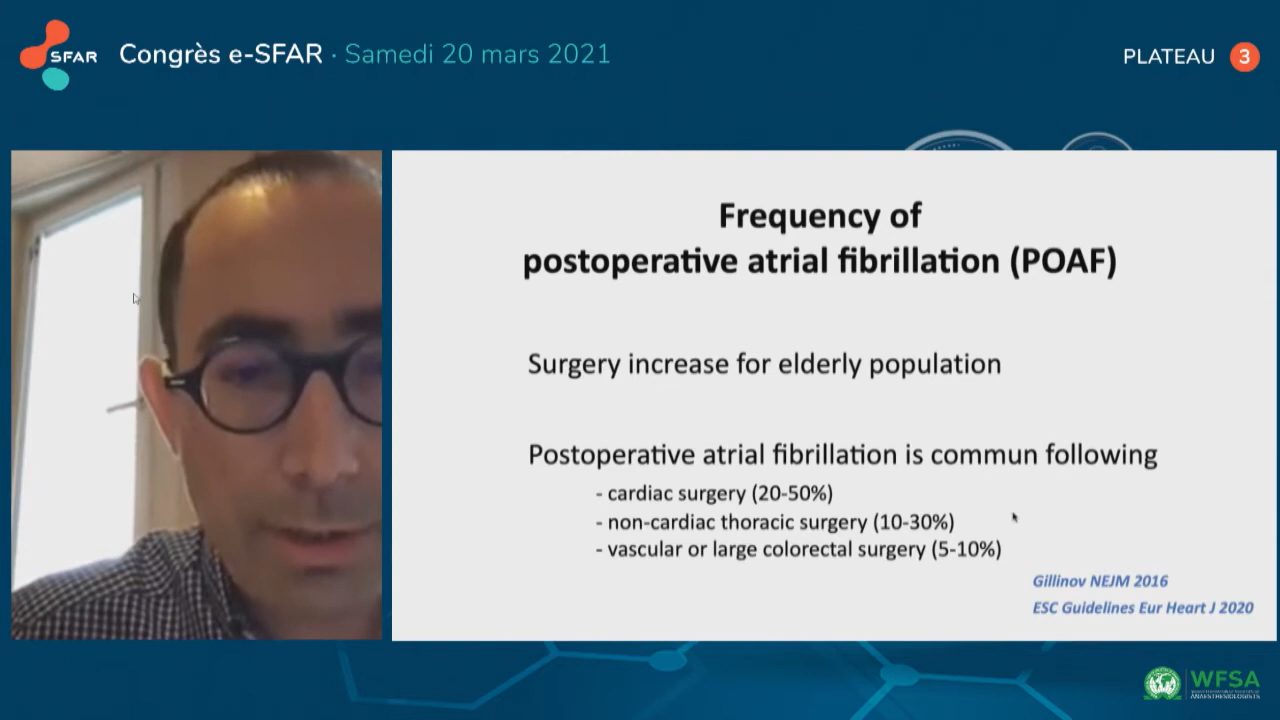 SFAR
Congrès e-SFAR · Samedi 20 mars 2021
PLATEAU 3
Frequency of
postoperative atrial fibrillation (POAF)
Surgery increase for elderly population
Postoperative atrial fibrillation is commun following
- cardiac surgery (20-50%)
- non-cardiac thoracic surgery (10-30%)
- vascular or large colorectal surgery (5-10%)
Gillinov NEJM 2016
ESC Guidelines Eur Heart J 2020
WFSA
ANAESTHESIOLOGISTS